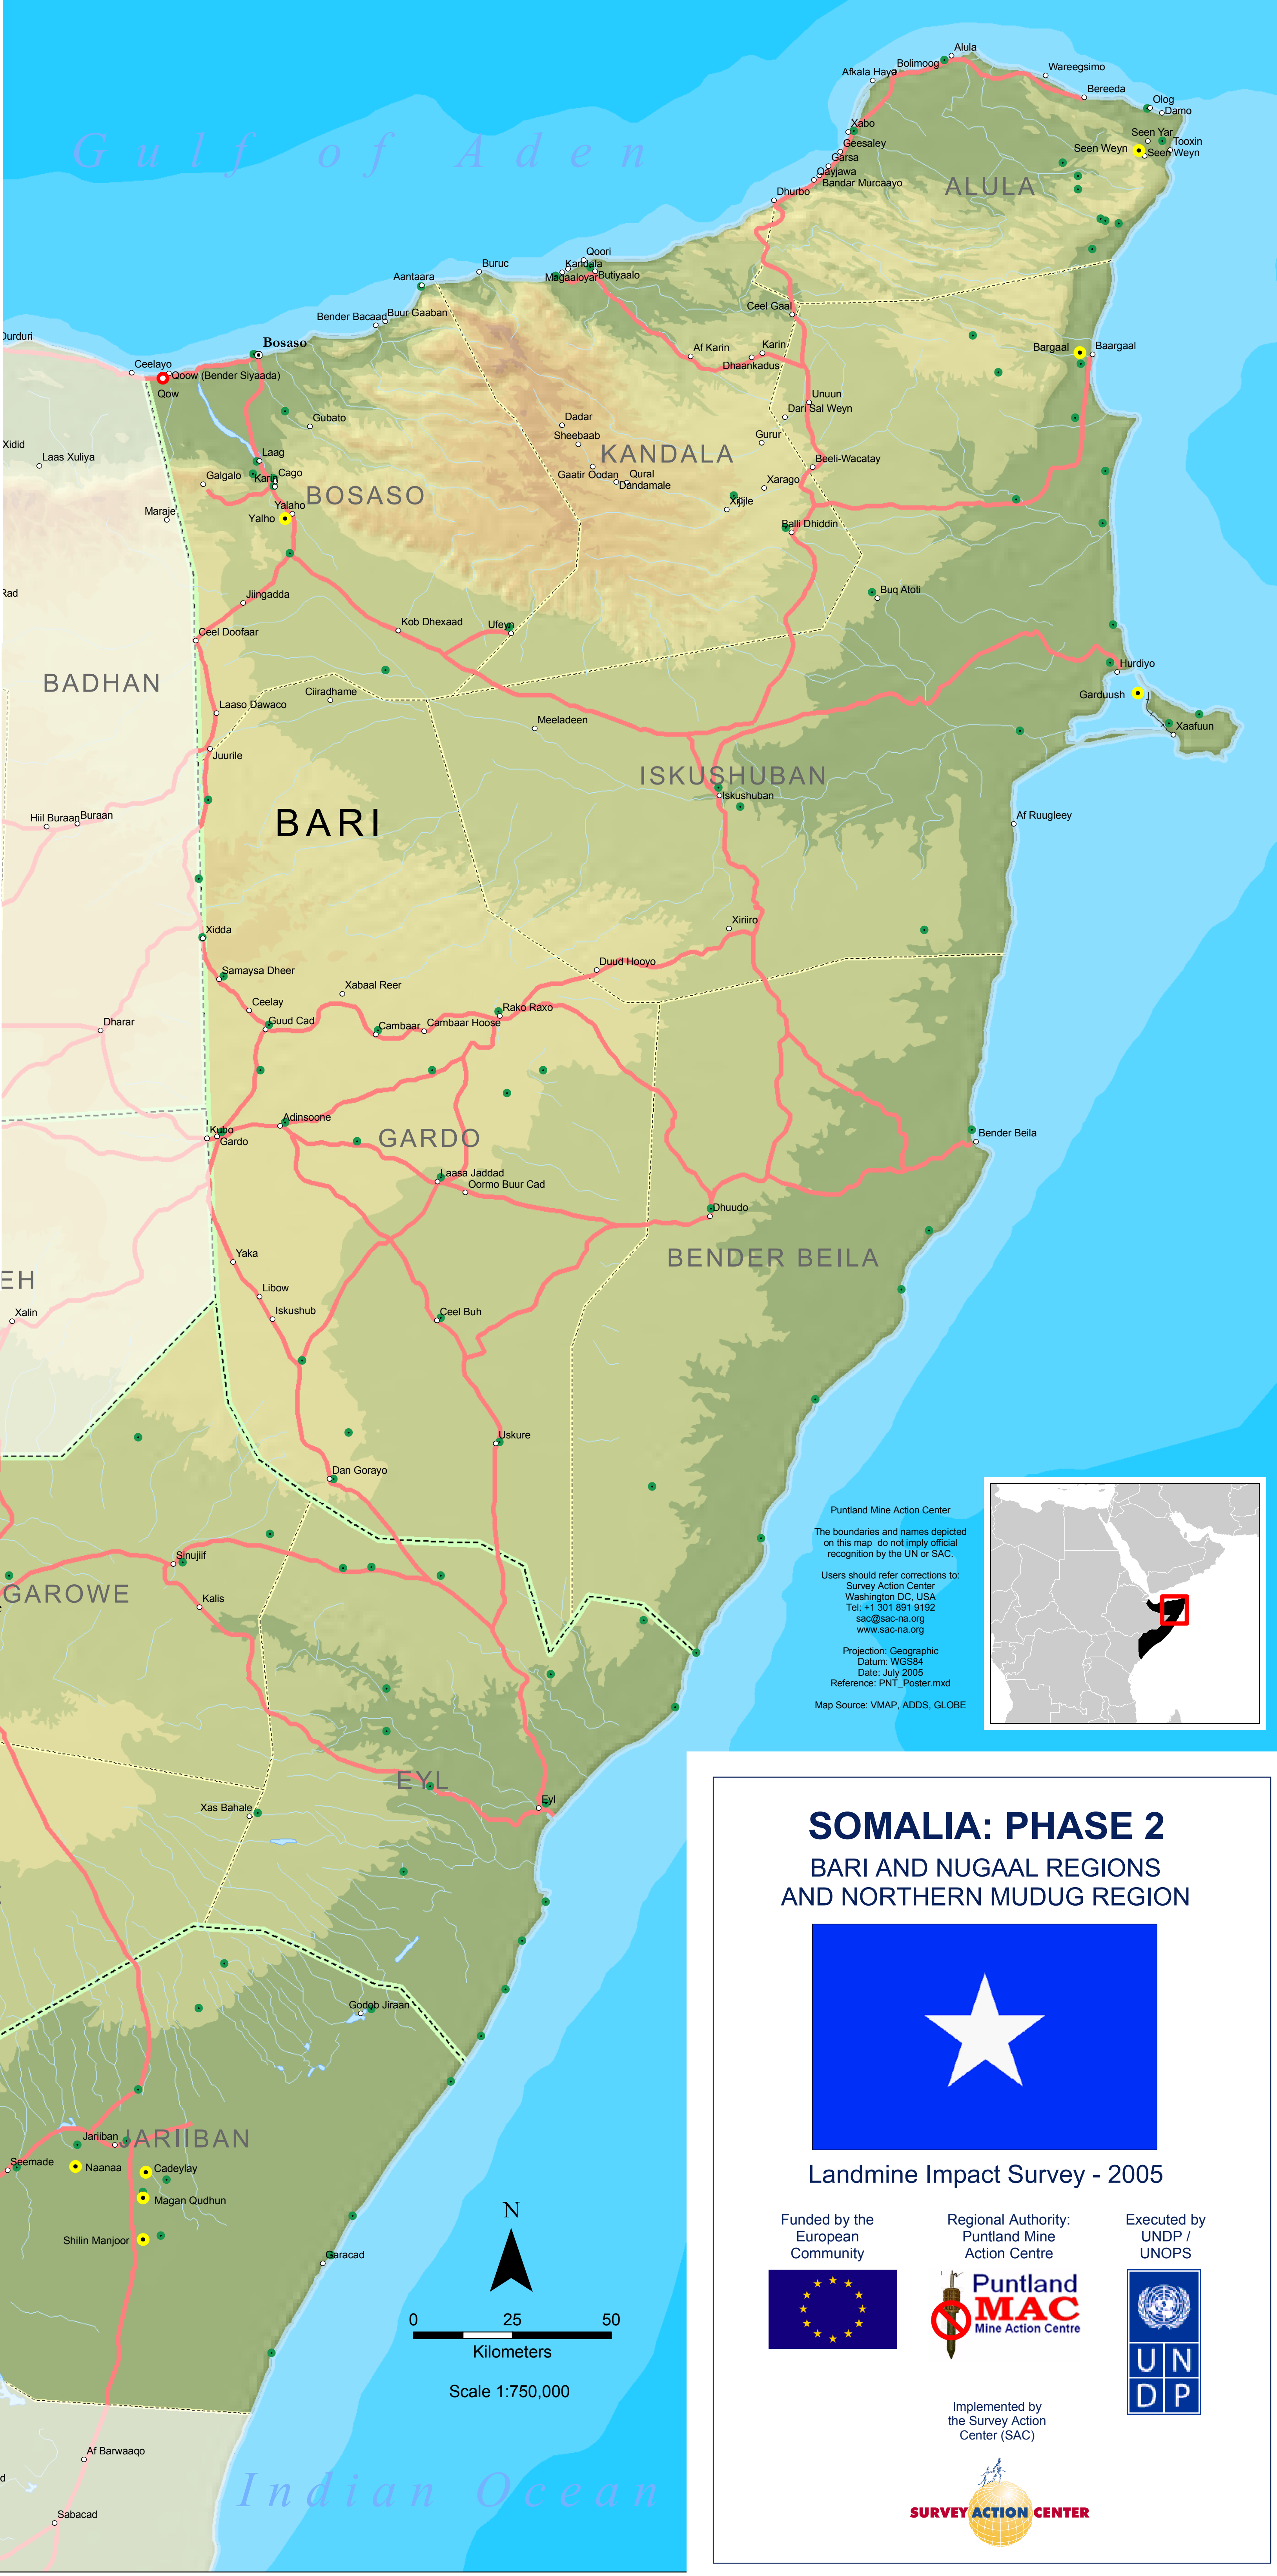 Gulf of Aden
Alula
Bolimoog
Wareegsimo
Afkala Haya
Bereeda
Olog
Damo
Xabo
Seen Yar
Geesaley
Tooxin
Seen Weyn
Seen Weyn
Garsa
Qayjawa
Bandar Murcaayo
ALULA
Dhurbo
Qoori
Buruc
Kandala
Aantaara
Magaaloyar
Butiyaalo
Ceel Gaal
Bender Bacaad
Buur Gaaban
Durduri
Bosaso
Bargaal
Baargaal
Af Karin
Karin
Dhaankadus
Ceelayo
Qoow (Bender Siyaada)
Qow
Unuun
Dari Sal Weyn
Dadar
Gubato
Sheebaab
Gurur
Xidid
Laas Xuliya
Laag
KANDALA
Beeli-Wacatay
Galgalo
Karin
Cago
Gaatir Oodan
Qural
Dandamale
Xarago
BOSASO
Xijjle
Yalaho
Maraje
Yalho
Balli Dhiddin
Rad
Jiingadda
Buq Atoti
Kob Dhexaad
Ufeyn
Ceel Doofaar
Hurdiyo
BADHAN
Ciiradhame
Garduush
Laaso Dawaco
Meeladeen
Xaafuun
Juurile
ISKUSHUBAN
Iskushuban
Hiil Buraan
Buraan
BARI
Af Ruugleey
Xidda
Xiriiro
Samaysa Dheer
Duud Hooyo
Xabaal Reer
Ceelay
Rako Raxo
Dharar
Guud Cad
Cambaar
Cambaar Hoose
Adinsoone
Kubo
Gardo
GARDO
Bender Beila
Laasa Jaddad
Oormo Buur Cad
Dhuudo
Yaka
BENDER BEILA
EH
Libow
Xalin
Iskushub
Ceel Buh
Uskure
Dan Gorayo
Sinujiif
GAROWE
Kalis
EYL
Xas Bahale
Eyl
Godob Jiraan
Jariiban
JARIIBAN
Seemade
Naanaa
Cadeylay
Magan Qudhun
Shilin Manjoor
Garacad
Af Barwaaqo
d
Sabacad
Indian Ocean
N
0 25 50
Kilometers
Scale 1:750,000
Puntland Mine Action Center
The boundaries and names depicted
on this map do not imply official
recognition by the UN or SAC.
Users should refer corrections to:
Survey Action Center
Washington DC, USA
Tel: +1 301 891 9192
sac@sac-na.org
www.sac-na.org
Projection: Geographic
Datum: WGS84
Date: July 2005
Reference: PNT_Poster.mxd
Map Source: VMAP, ADDS, GLOBE
SOMALIA: PHASE 2
BARI AND NUGAAL REGIONS
AND NORTHERN MUDUG REGION
Landmine Impact Survey - 2005
Funded by the
European
Community
Regional Authority:
Puntland Mine
Action Centre
Executed by
UNDP /
UNOPS
Puntland
MAC
Mine Action Centre
U N
D P
Implemented by
the Survey Action
Center (SAC)
SURVEY ACTION CENTER